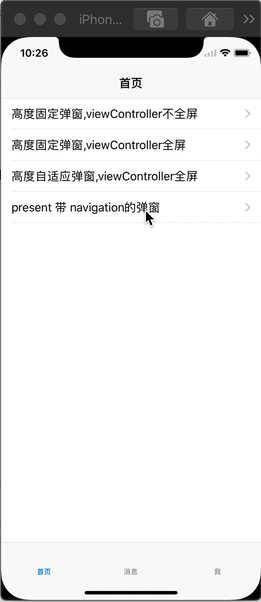 iPhon...
10:26
首页
高度固定弹窗,viewController不全屏
高度固定弹窗,viewController全屏
高度自适应弹窗,viewController全屏
present 带 navigation的弹窗
首页
消息
我